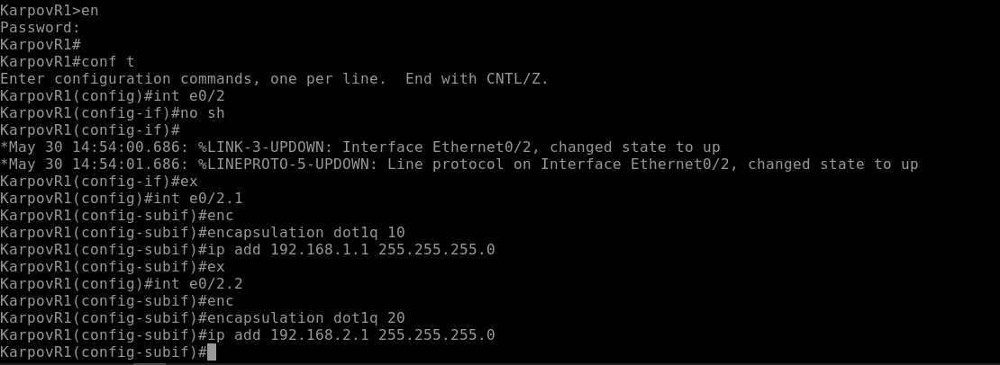 KarpovR1>en
Password:
KarpovR1#
KarpovR1#conf t
Enter configuration commands, one per line.  End with CNTL/Z.
KarpovR1(config)#int e0/2
KarpovR1(config-if)#no sh
KarpovR1(config-if)#
*May 30 14:54:00.686: %LINK-3-UPDOWN: Interface Ethernet0/2, changed state to up
*May 30 14:54:01.686: %LINEPROTO-5-UPDOWN: Line protocol on Interface Ethernet0/2, changed state to up
KarpovR1(config-if)#ex
KarpovR1(config)#int e0/2.1
KarpovR1(config-subif)#enc
KarpovR1(config-subif)#encapsulation dot1q 10
KarpovR1(config-subif)#ip add 192.168.1.1 255.255.255.0
KarpovR1(config-subif)#ex
KarpovR1(config)#int e0/2.2
KarpovR1(config-subif)#enc
KarpovR1(config-subif)#encapsulation dot1q 20
KarpovR1(config-subif)#ip add 192.168.2.1 255.255.255.0
KarpovR1(config-subif)#